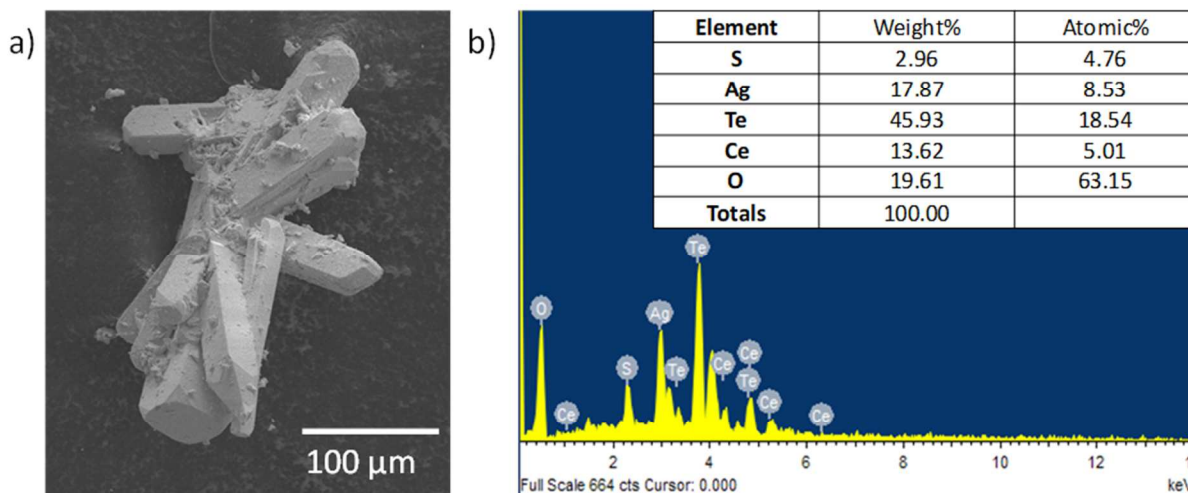 a)
100 μm
b)
Element Weight% Atomic%
S 2.96 4.76
Ag 17.87 8.53
Te 45.93 18.54
Ce 13.62 5.01
O 19.61 63.15
Totals 100.00
Te
O
Ag
Ce
S Te Ce Te
Ce Ce Ce
2 4 6 8 10 12
Full Scale 664 cts Cursor: 0.000 keV